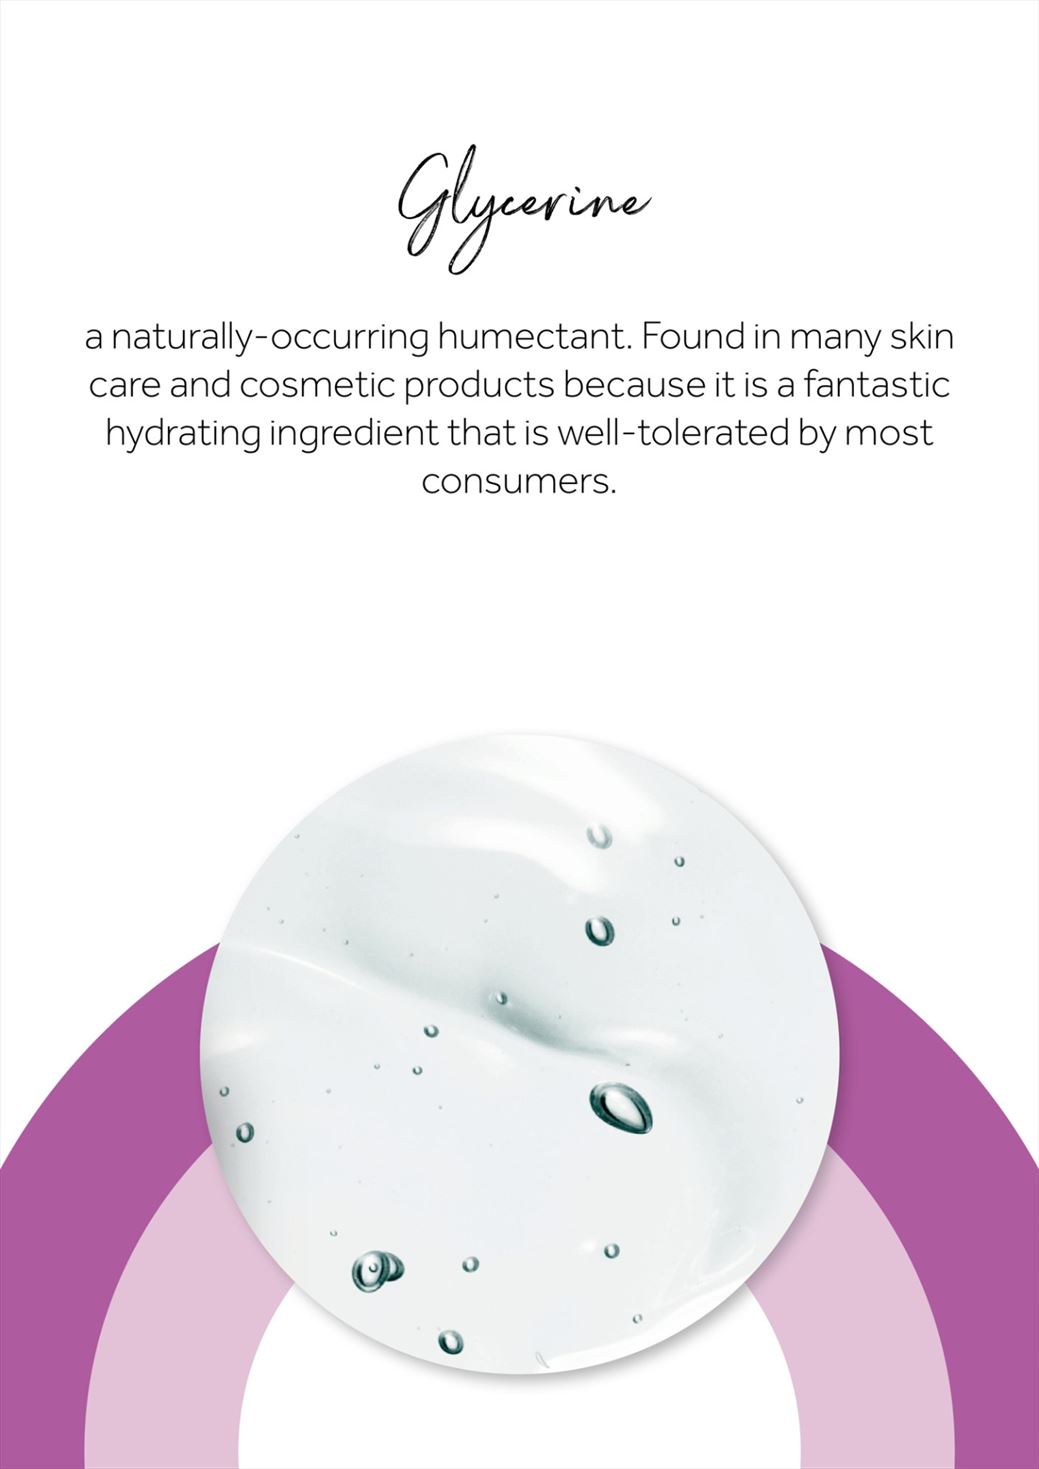 Glycerine
a naturally-occurring humectant. Found in many skin
care and cosmetic products because it is a fantastic
hydrating ingredient that is well-tolerated by most
consumers.